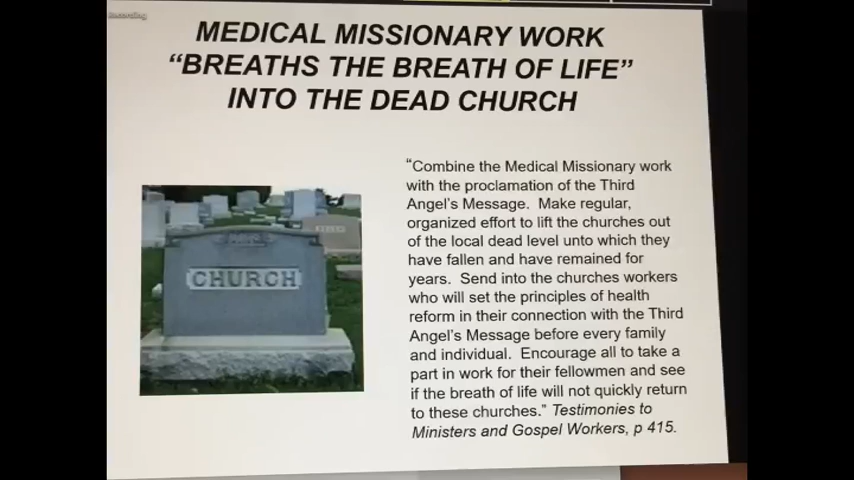 Recording
MEDICAL MISSIONARY WORK
“BREATHS THE BREATH OF LIFE”
INTO THE DEAD CHURCH
“Combine the Medical Missionary work
with the proclamation of the Third
Angel’s Message. Make regular,
organized effort to lift the churches out
of the local dead level unto which they
have fallen and have remained for
years. Send into the churches workers
who will set the principles of health
reform in their connection with the Third
Angel’s Message before every family
and individual. Encourage all to take a
part in work for their fellowmen and see
if the breath of life will not quickly return
to these churches.” Testimonies to
Ministers and Gospel Workers, p 415.
CHURCH